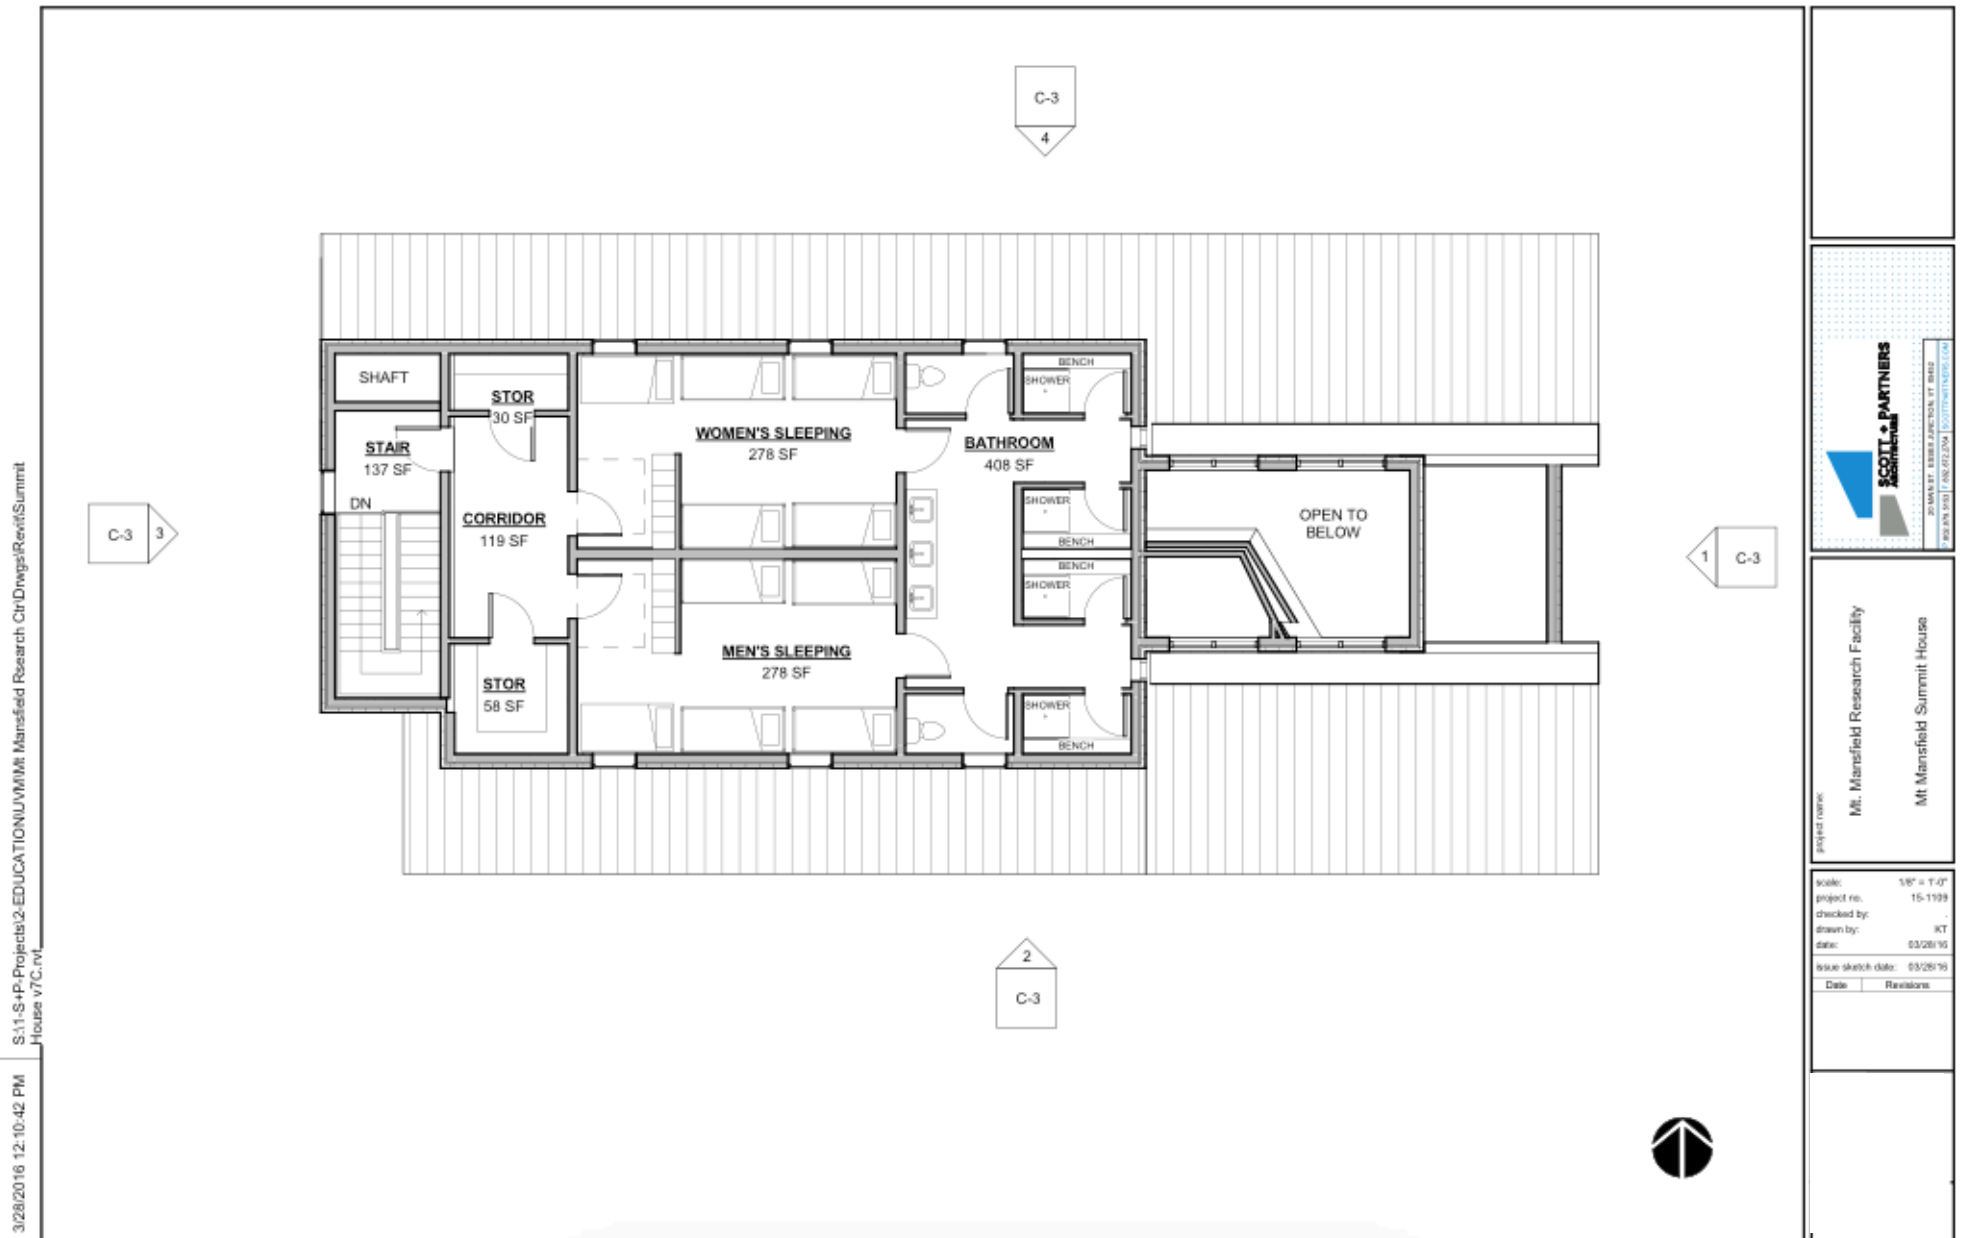 C-3
4
SHAFT
STOR
30 SF
STAIR
137 SF
DN
CORRIDOR
119 SF
STOR
58 SF
WOMEN'S SLEEPING
278 SF
MEN'S SLEEPING
278 SF
BATHROOM
408 SF
BENCH
SHOWER
SHOWER
BENCH
BENCH
SHOWER
SHOWER
BENCH
OPEN TO
BELOW
C-3
3
1
C-3
2
C-3
S:\1-S+P-Projects\2-EDUCATION\UVM\Mt Mansfield Rsearch Ctr\Drwgs\Revit\Summit
House v7C.rvt
3/28/2016 12:10:42 PM
SCOTT + PARTNERS
ARCHITECTURE
project name:
Mt. Mansfield Research Facility
Mt Mansfield Summit House
scale: 1/8" = 1'-0"
project no. 15-1109
checked by: .
drawn by: KT
date: 03/28/16
issue sketch date: 03/28/16
Date Revisions